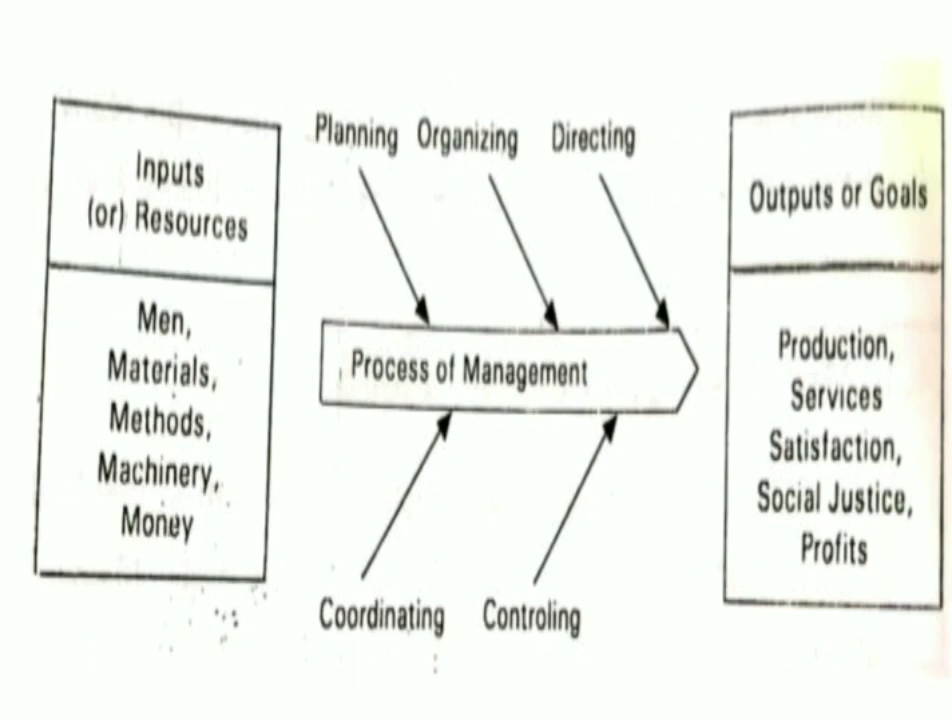 Planning Organizing Directing
Inputs
(or) Resources
Outputs or Goals
Men,
Materials,
Methods,
Machinery,
Money
Process of Management
Production,
Services
Satisfaction,
Social Justice,
Profits
Coordinating Controling